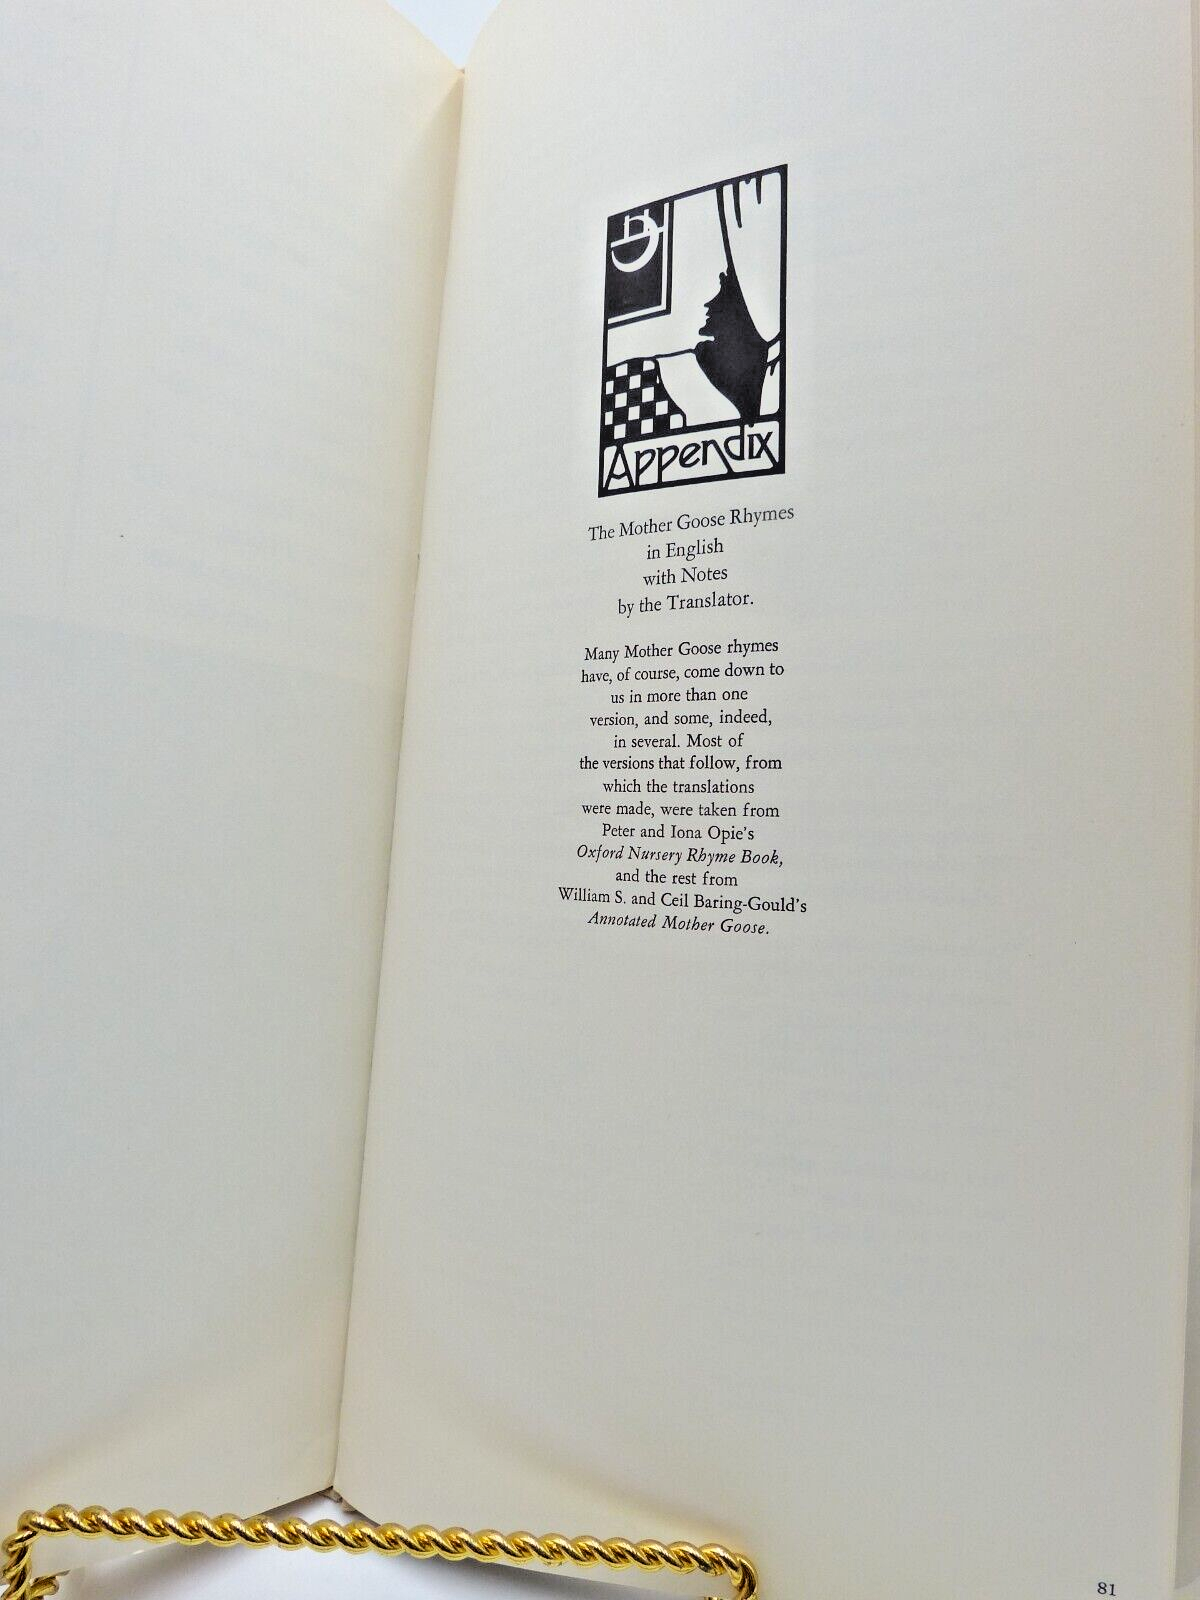 Appendix
The Mother Goose Rhymes
in English
with Notes
by the Translator.
Many Mother Goose rhymes
have, of course, come down to
us in more than one
version, and some, indeed,
in several. Most of
the versions that follow, from
which the translations
were made, were taken from
Peter and Iona Opie's
Oxford Nursery Rhyme Book,
and the rest from
William S. and Ceil Baring-Gould's
Annotated Mother Goose.
81